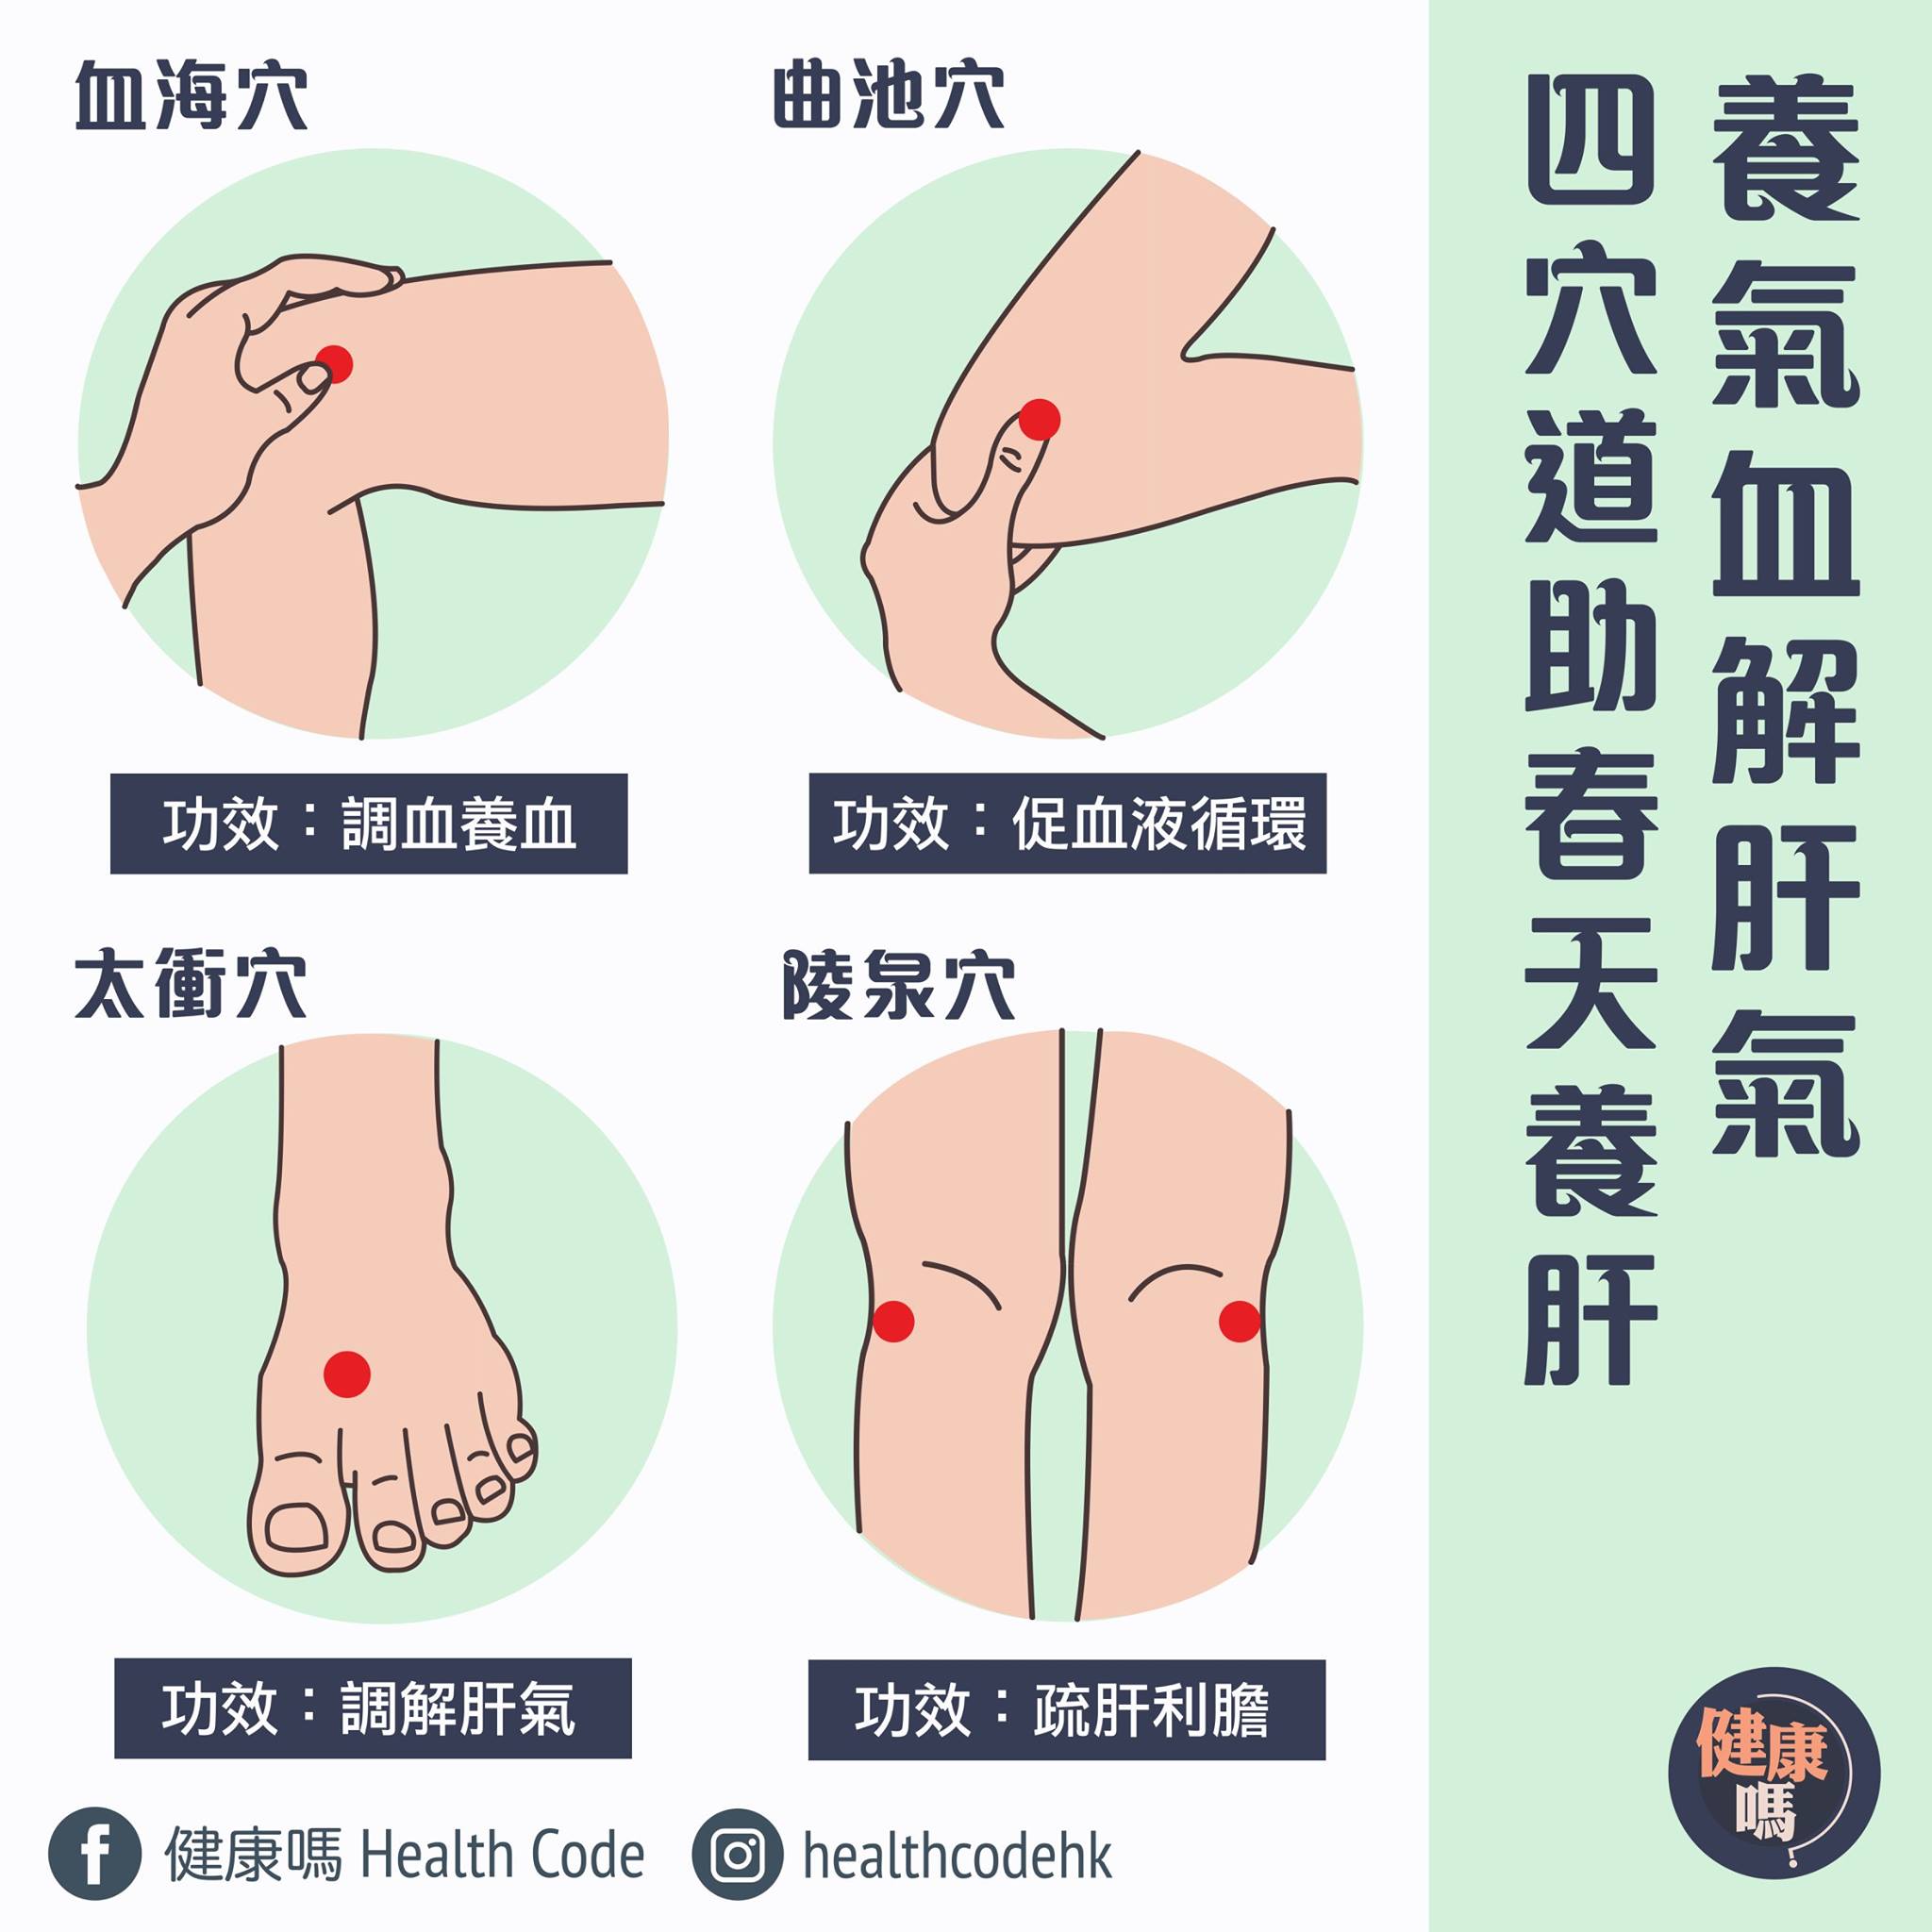 養氣血解肝氣
四穴道助春天養肝
血海穴
功效：調血養血
曲池穴
功效：促血液循環
太衝穴
功效：調解肝氣
陵泉穴
功效：疏肝利膽
健康嗎 Health Code
healthcodehk
健康
嗎